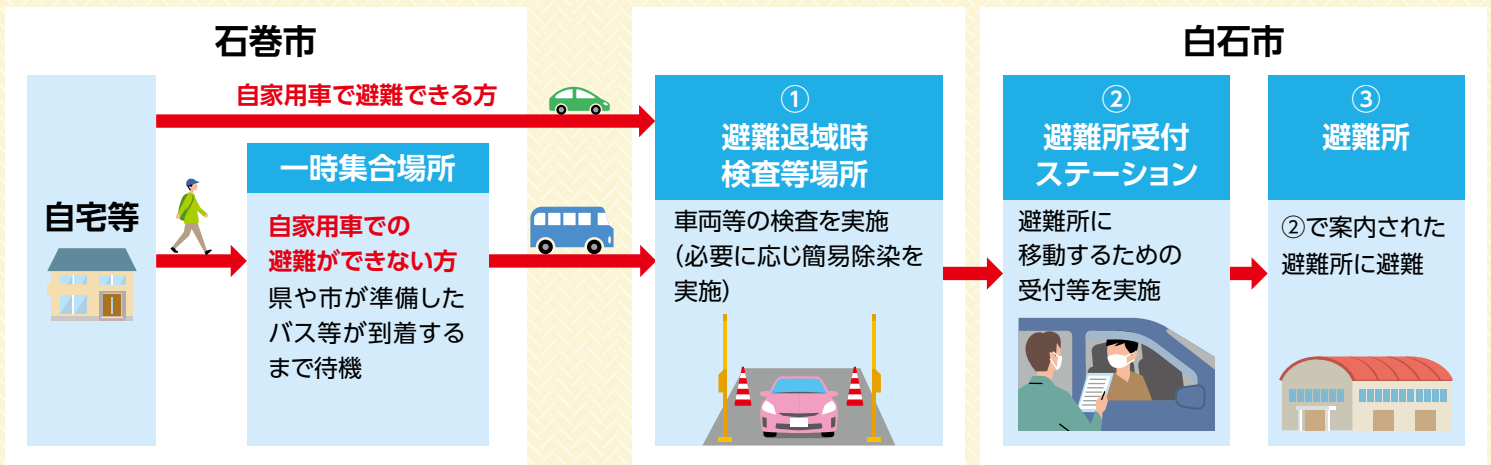 石巻市
自宅等
自家用車で避難できる方
一時集合場所
自家用車での
避難ができない方
県や市が準備した
バス等が到着する
まで待機
①
避難退域時
検査等場所
車両等の検査を実施
(必要に応じ簡易除染を
実施)
白石市
②
避難所受付
ステーション
避難所に
移動するための
受付等を実施
③
避難所
②で案内された
避難所に避難